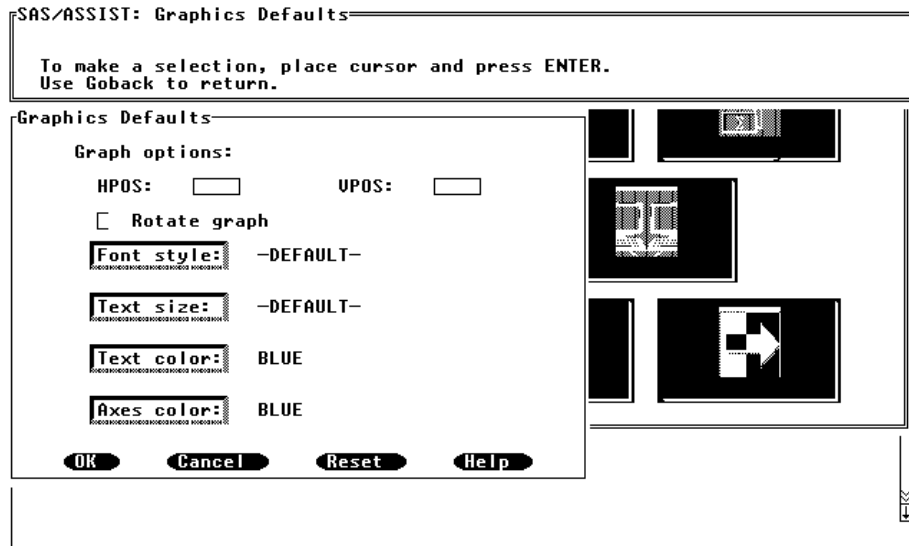 SAS/ASSIST: Graphics Defaults
To make a selection, place cursor and press ENTER.
Use Goback to return.
Graphics Defaults
Graph options:
HPOS: VPOS:
Rotate graph
Font style: -DEFAULT-
Text size: -DEFAULT-
Text color: BLUE
Axes color: BLUE
OK Cancel Reset Help